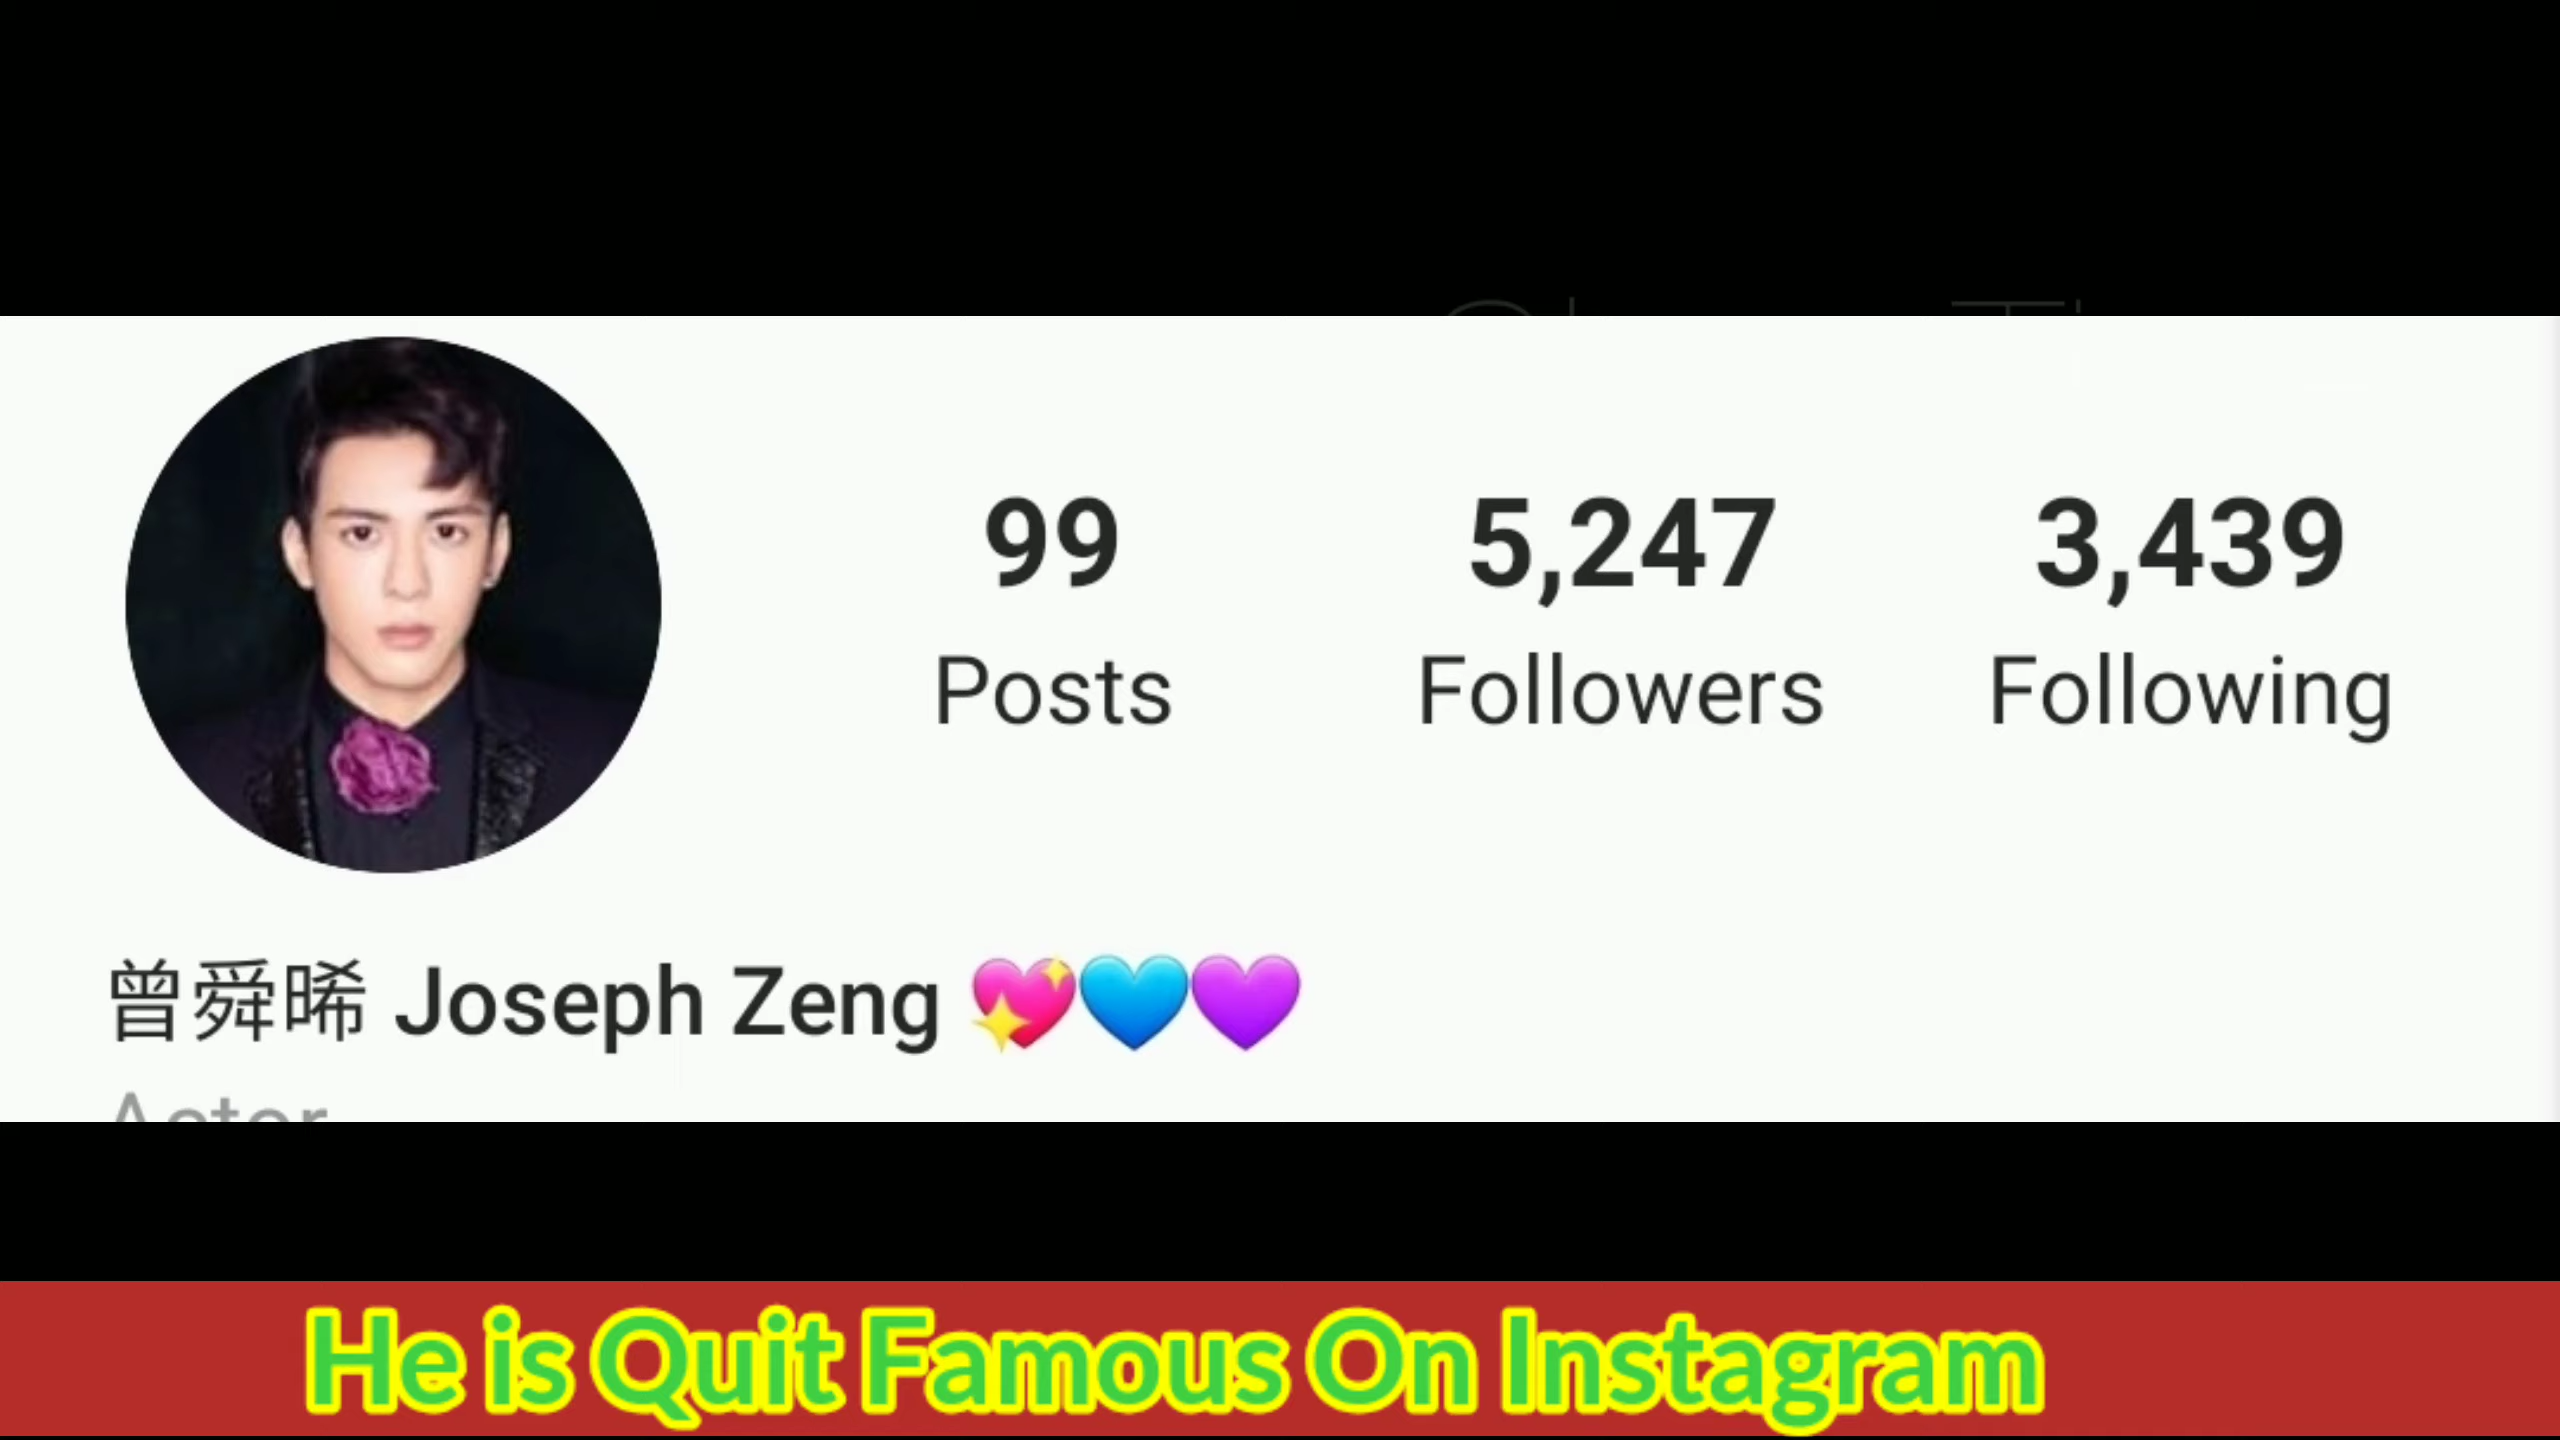 99
5,247
3,439
Posts
Followers
Following
曾舜晞 Joseph Zeng 💖💙💜
Actor
He is Quit Famous On Instagram